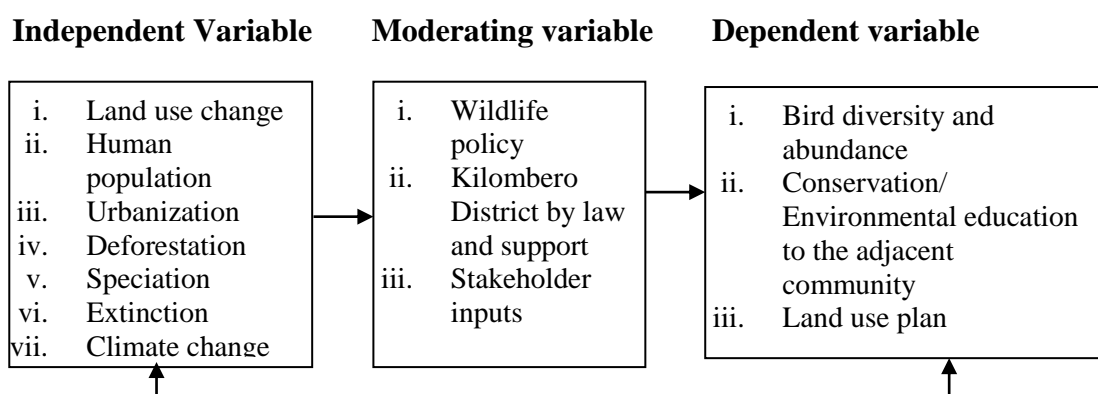 Independent Variable
Moderating variable
Dependent variable
i. Land use change
ii. Human
population
iii. Urbanization
iv. Deforestation
v. Speciation
vi. Extinction
vii. Climate change
i. Wildlife
policy
ii. Kilombero
District by law
and support
iii. Stakeholder
inputs
i. Bird diversity and
abundance
ii. Conservation/
Environmental education
to the adjacent
community
iii. Land use plan